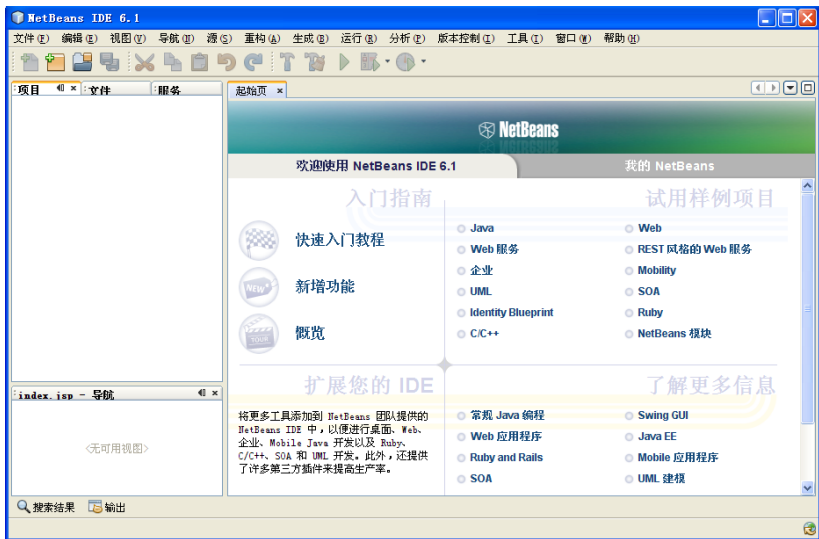 NetBeans IDE 6.1
文件(F) 编辑(E) 视图(V) 导航(N) 源(S) 重构(A) 生成(B) 运行(R) 分析(P) 版本控制(I) 工具(T) 窗口(W) 帮助(H)
项目 文件 服务
起始页
NetBeans
欢迎使用 NetBeans IDE 6.1
我的 NetBeans
入门指南
快速入门教程
NEW
新增功能
TOUR
概览
试用样例项目
Java
Web 服务
企业
UML
Identity Blueprint
C/C++
Web
REST 风格的 Web 服务
Mobility
SOA
Ruby
NetBeans 模块
index.jsp - 导航
<无可用视图>
扩展您的 IDE
将更多工具添加到 NetBeans 团队提供的
NetBeans IDE 中，以便进行桌面、Web、
企业、Mobile Java 开发以及 Ruby、
C/C++、SOA 和 UML 开发。此外，还提供
了许多第三方插件来提高生产率。
了解更多信息
常规 Java 编程
Web 应用程序
Ruby and Rails
SOA
Swing GUI
Java EE
Mobile 应用程序
UML 建模
搜索结果 输出